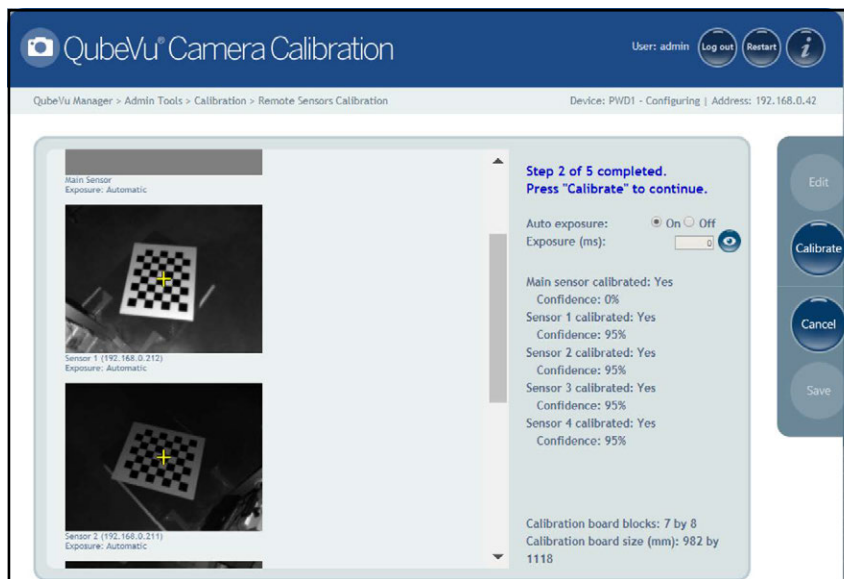 QubeVu® Camera Calibration
User: admin
Log out
Restart
i
QubeVu Manager > Admin Tools > Calibration > Remote Sensors Calibration
Device: PWD1 - Configuring | Address: 192.168.0.42
Main Sensor
Exposure: Automatic
Sensor 1 (192.168.0.212)
Exposure: Automatic
Sensor 2 (192.168.0.211)
Exposure: Automatic
Step 2 of 5 completed.
Press "Calibrate" to continue.
Auto exposure: On Off
Exposure (ms): 0
Main sensor calibrated: Yes
Confidence: 0%
Sensor 1 calibrated: Yes
Confidence: 95%
Sensor 2 calibrated: Yes
Confidence: 95%
Sensor 3 calibrated: Yes
Confidence: 95%
Sensor 4 calibrated: Yes
Confidence: 95%
Calibration board blocks: 7 by 8
Calibration board size (mm): 982 by
1118
Edit
Calibrate
Cancel
Save